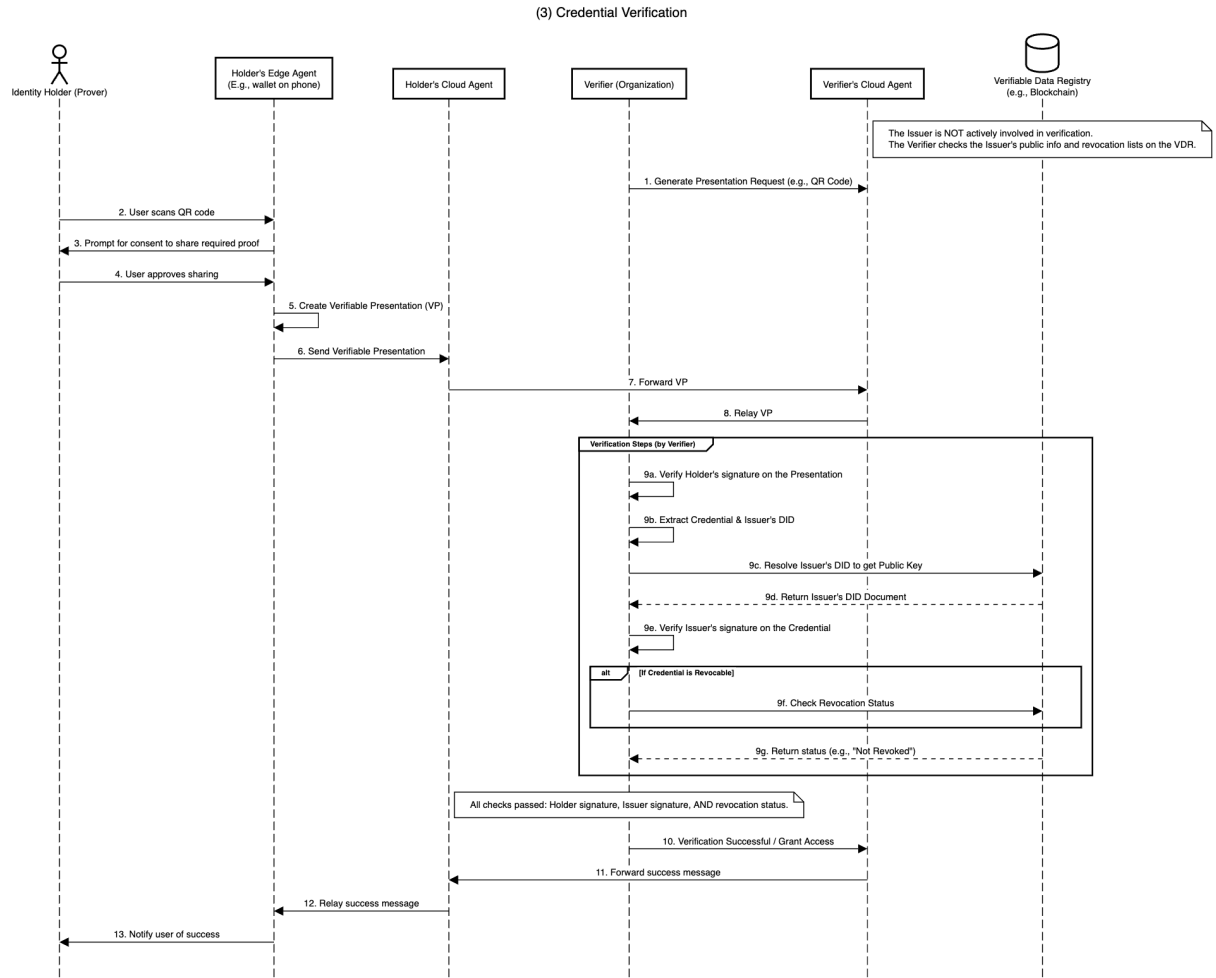 (3) Credential Verification
Identity Holder (Prover)
Holder's Edge Agent
(E.g., wallet on phone)
Holder's Cloud Agent
Verifier (Organization)
Verifier's Cloud Agent
Verifiable Data Registry
(e.g., Blockchain)
The Issuer is NOT actively involved in verification.
The Verifier checks the Issuer's public info and revocation lists on the VDR.
1. Generate Presentation Request (e.g., QR Code)
2. User scans QR code
3. Prompt for consent to share required proof
4. User approves sharing
5. Create Verifiable Presentation (VP)
6. Send Verifiable Presentation
7. Forward VP
8. Relay VP
Verification Steps (by Verifier)
9a. Verify Holder's signature on the Presentation
9b. Extract Credential & Issuer's DID
9c. Resolve Issuer's DID to get Public Key
9d. Return Issuer's DID Document
9e. Verify Issuer's signature on the Credential
alt [If Credential is Revocable]
9f. Check Revocation Status
9g. Return status (e.g., "Not Revoked")
All checks passed: Holder signature, Issuer signature, AND revocation status.
10. Verification Successful / Grant Access
11. Forward success message
12. Relay success message
13. Notify user of success